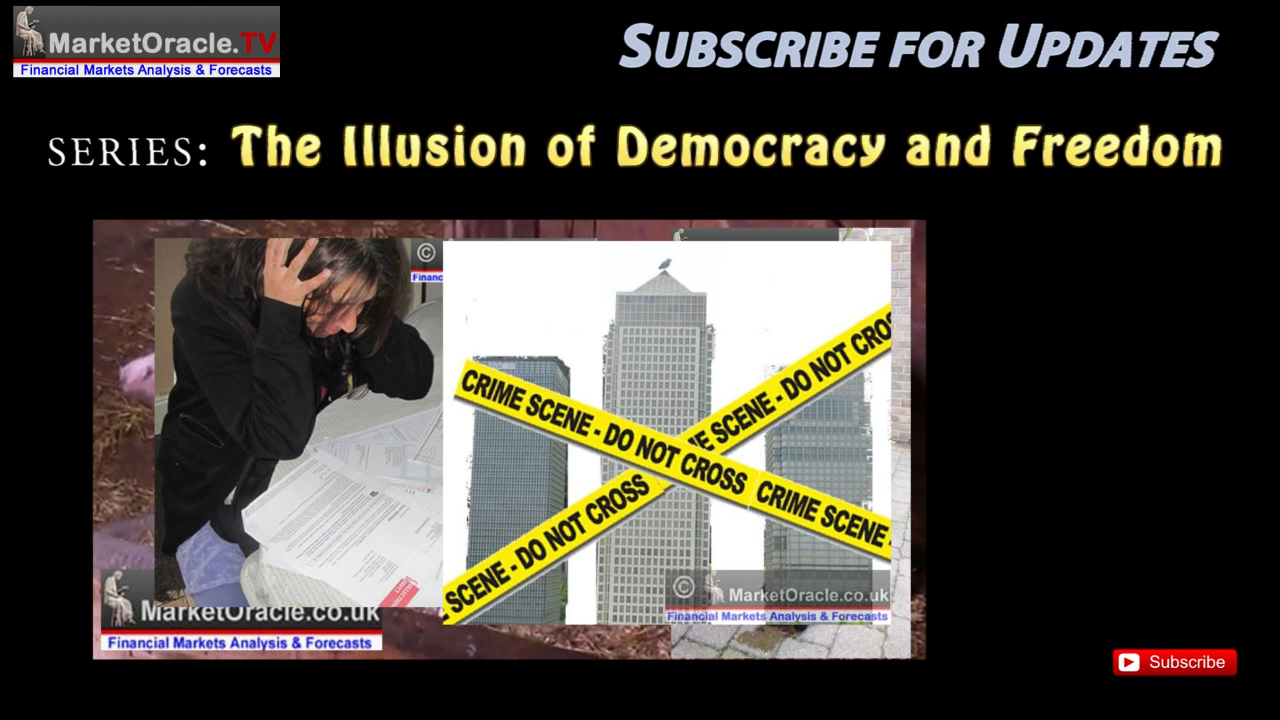 MarketOracle.TV
Financial Markets Analysis & Forecasts
SUBSCRIBE FOR UPDATES
SERIES: The Illusion of Democracy and Freedom
©
Financ
CRIME SCENE - DO NOT CROSS CRIME SCENE -
SCENE - DO NOT CROSS ME SCENE - DO NOT CROS
© MarketOracle.co.uk
Financial Markets Analysis & Forecasts
MarketOracle.co.uk
Financial Markets Analysis & Forecasts
Subscribe